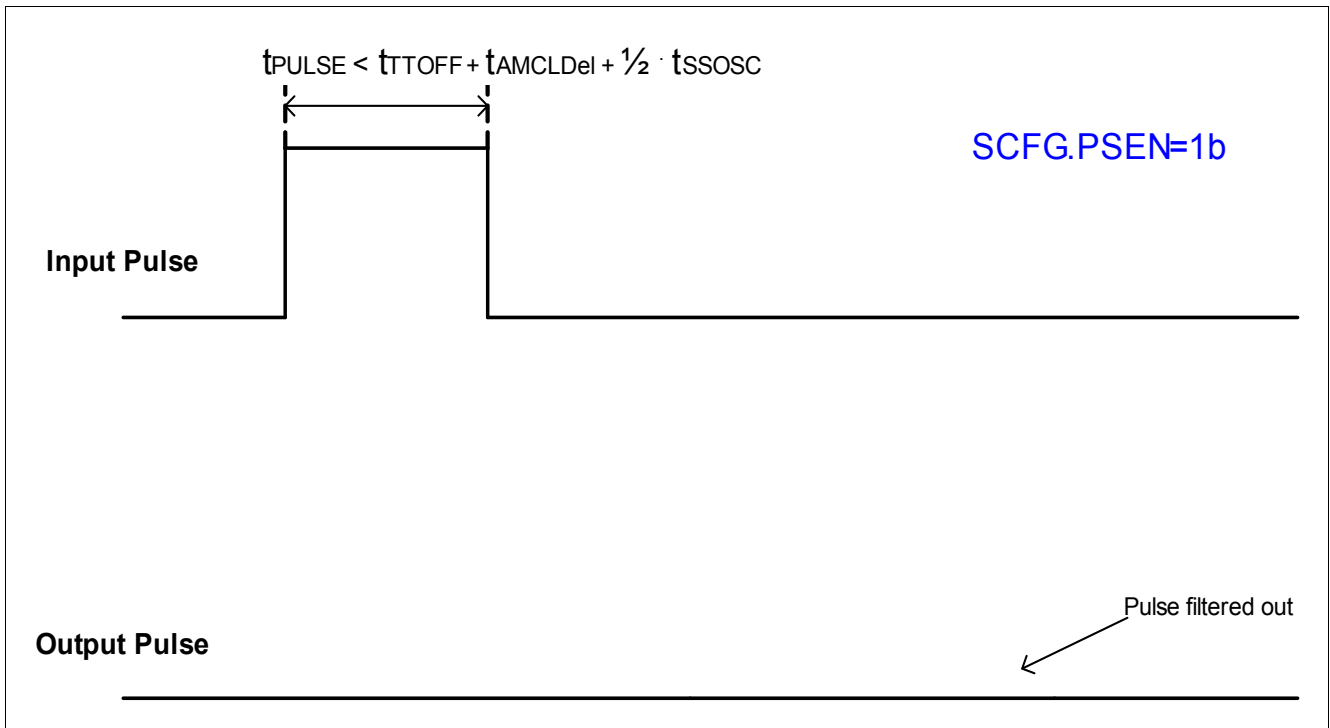 tPULSE < tTTOFF + tAMCLDel + ½ · tSSOSC
SCFG.PSEN=1b
Input Pulse
Pulse filtered out
Output Pulse